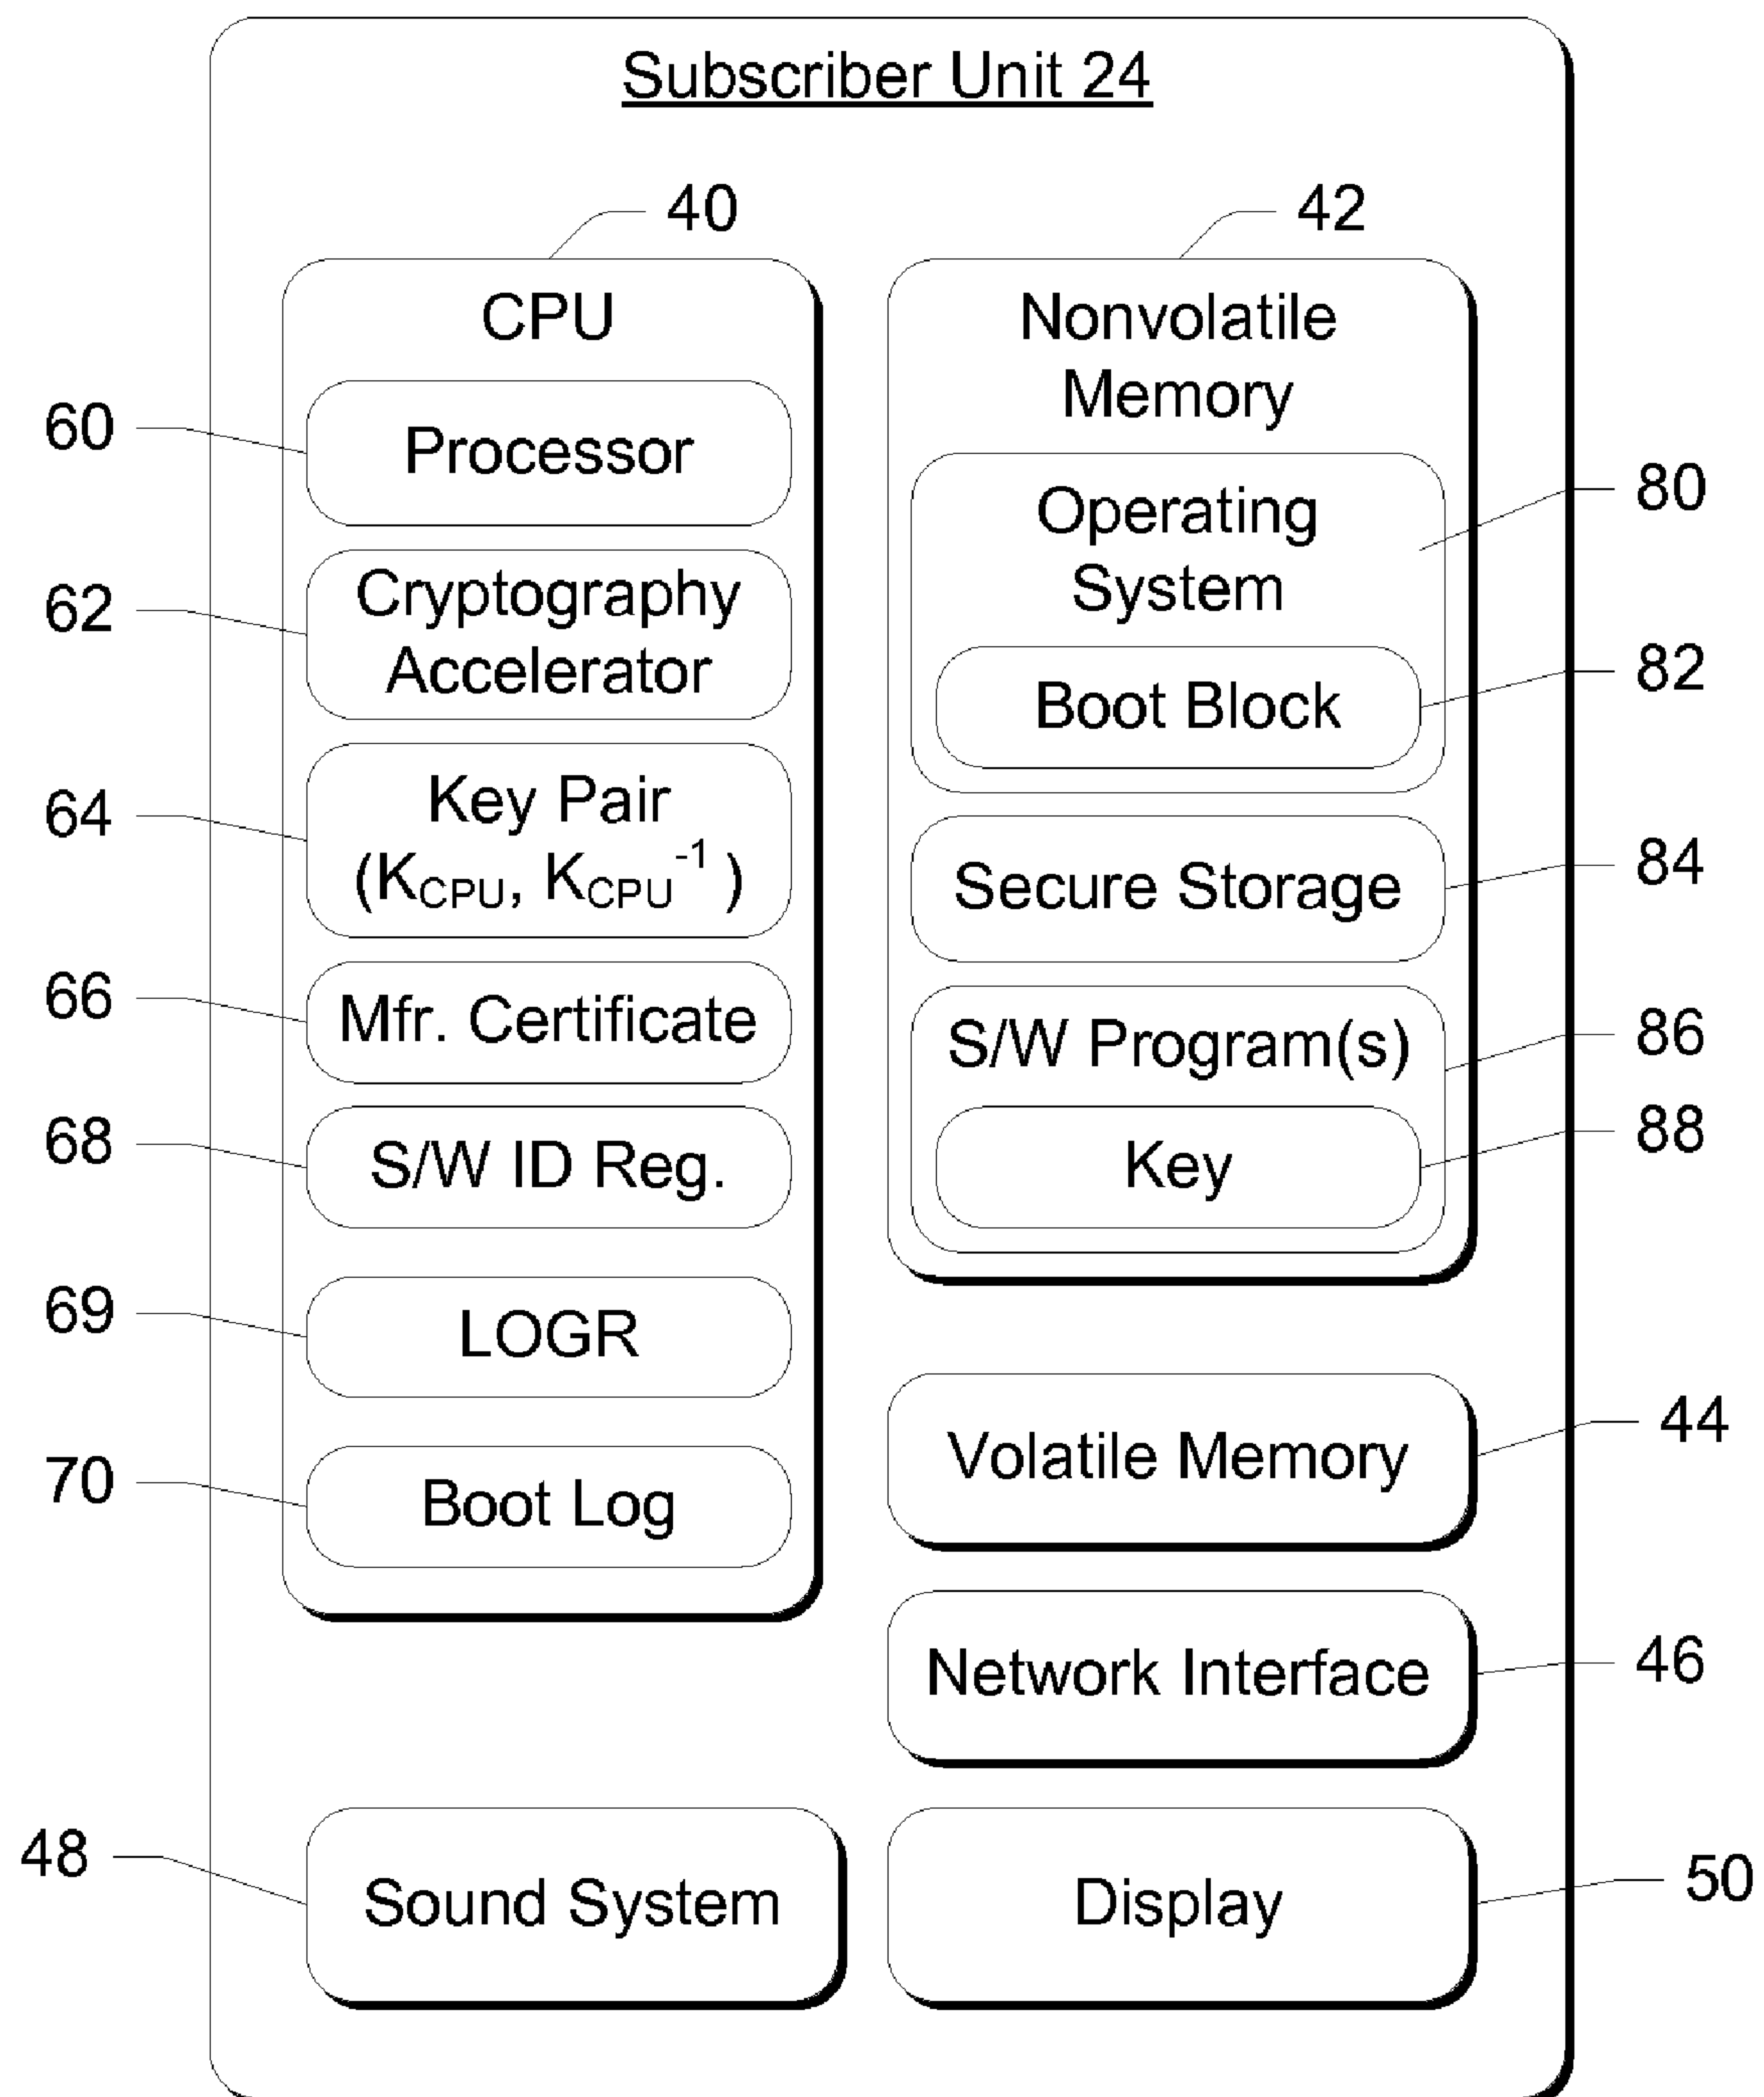 Subscriber Unit 24
40
CPU
60
Processor
62
Cryptography
Accelerator
64
Key Pair
(K_CPU, K_CPU^-1 )
66
Mfr. Certificate
68
S/W ID Reg.
69
LOGR
70
Boot Log
42
Nonvolatile
Memory
80
Operating
System
82
Boot Block
84
Secure Storage
86
S/W Program(s)
88
Key
44
Volatile Memory
46
Network Interface
48
Sound System
50
Display